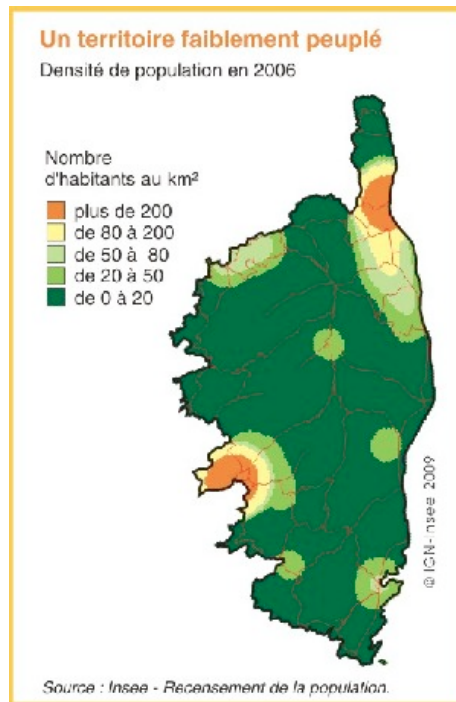 Un territoire faiblement peuplé
Densité de population en 2006
Nombre
d'habitants au km²
plus de 200
de 80 à 200
de 50 à 80
de 20 à 50
de 0 à 20
© IGN-Insee 2009
Source : Insee - Recensement de la population.